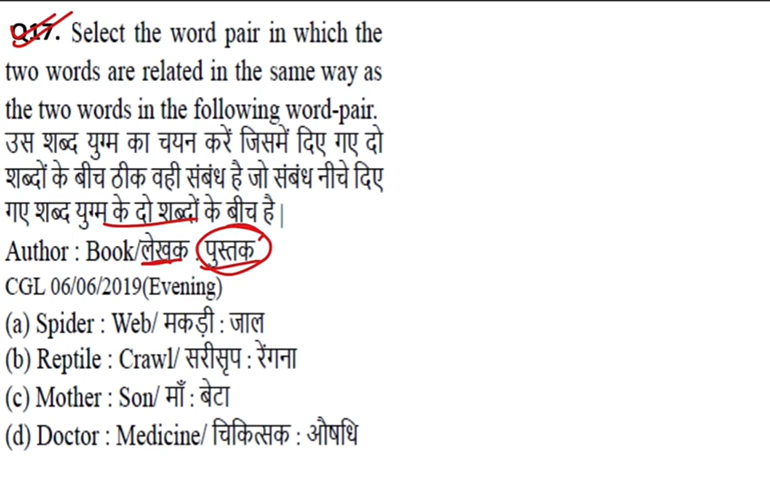 Q17. Select the word pair in which the
two words are related in the same way as
the two words in the following word-pair.
उस शब्द युग्म का चयन करें जिसमें दिए गए दो
शब्दों के बीच ठीक वही संबंध है जो संबंध नीचे दिए
गए शब्द युग्म के दो शब्दों के बीच है|
Author : Book/लेखक : पुस्तक
CGL 06/06/2019(Evening)
(a) Spider : Web/ मकड़ी : जाल
(b) Reptile : Crawl/ सरीसृप : रेंगना
(c) Mother : Son/ माँ : बेटा
(d) Doctor : Medicine/ चिकित्सक : औषधि